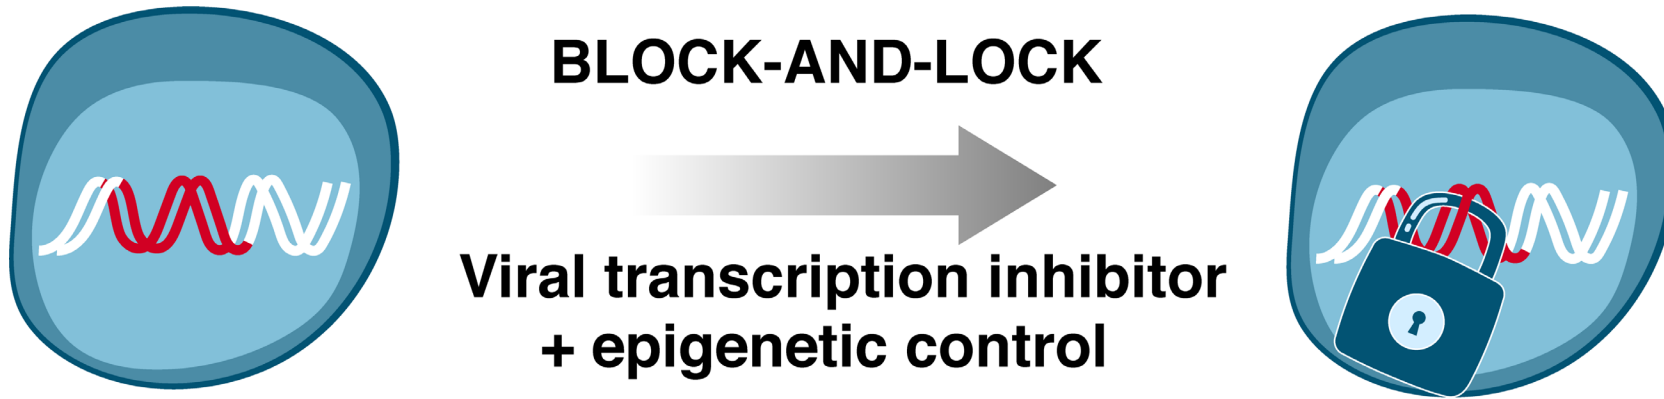 BLOCK-AND-LOCK
Viral transcription inhibitor
+ epigenetic control